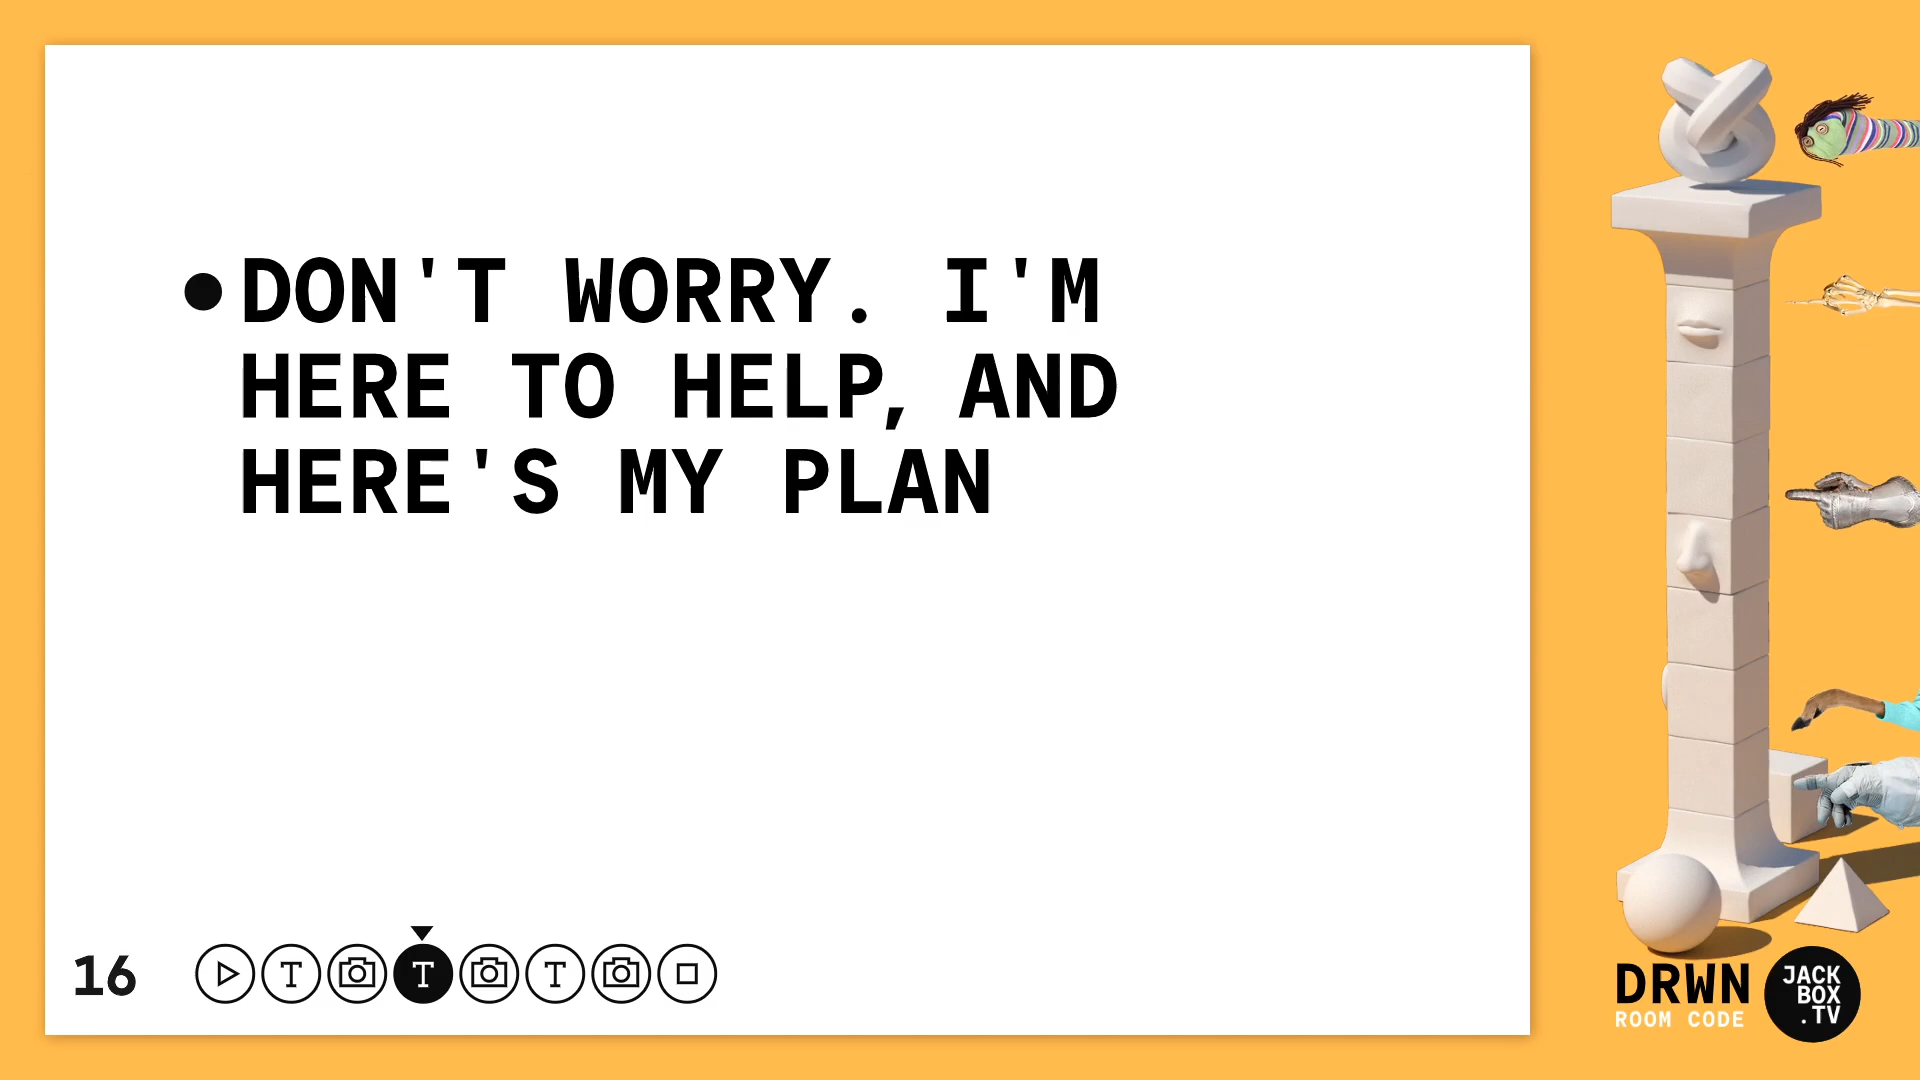 DON'T WORRY. I'M
HERE TO HELP, AND
HERE'S MY PLAN
16
T
T
T
DRWN
ROOM CODE
JACK
BOX
.TV